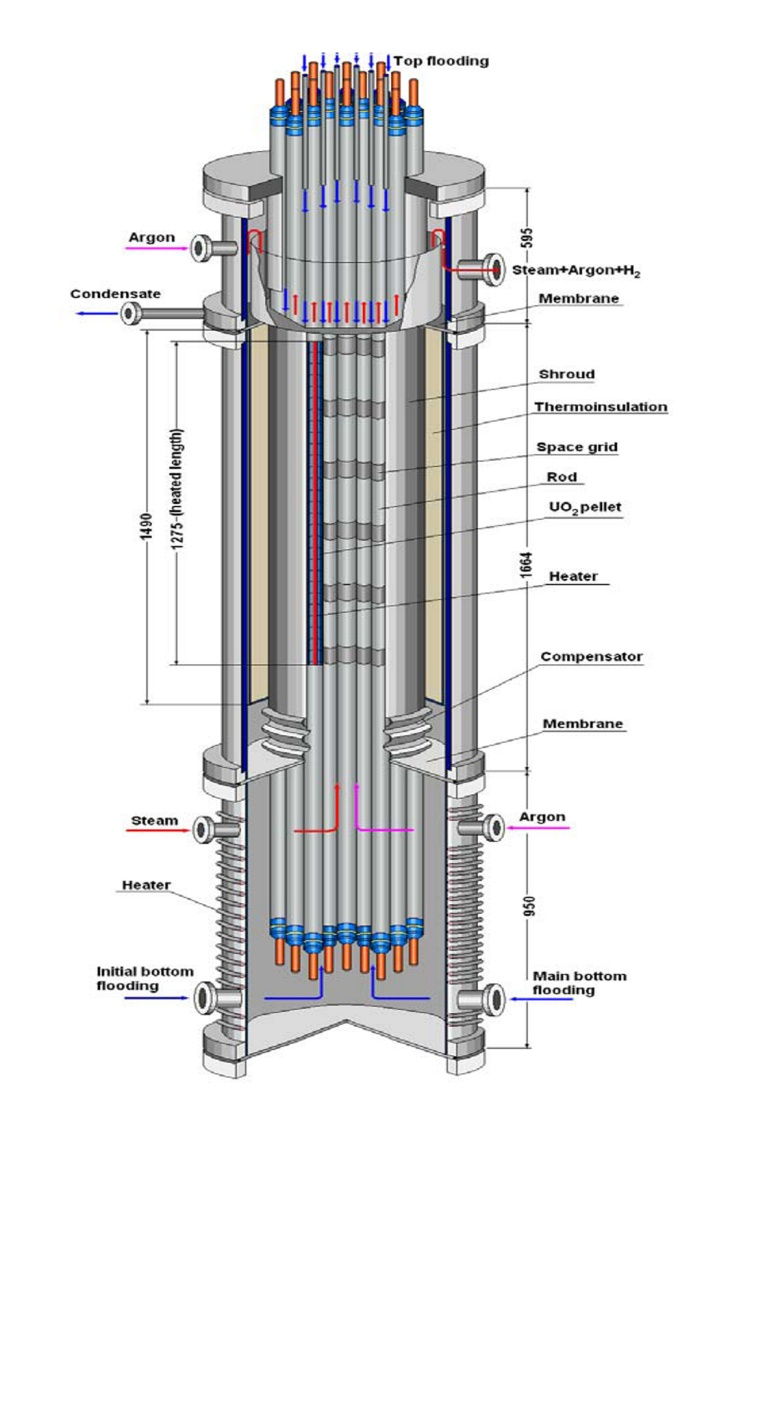 Top flooding
Argon
595
Steam+Argon+H₂
Condensate
Membrane
Shroud
Thermoinsulation
1490
1275-(heated length)
Space grid
Rod
UO₂ pellet
1664
Heater
Compensator
Membrane
Steam
Argon
Heater
950
Initial bottom
flooding
Main bottom
flooding